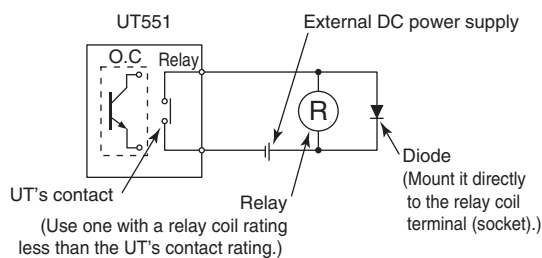 UT551
External DC power supply
O.C
Relay
R
UT's contact
Relay
(Use one with a relay coil rating
less than the UT's contact rating.)
Diode
(Mount it directly
to the relay coil
terminal (socket).)